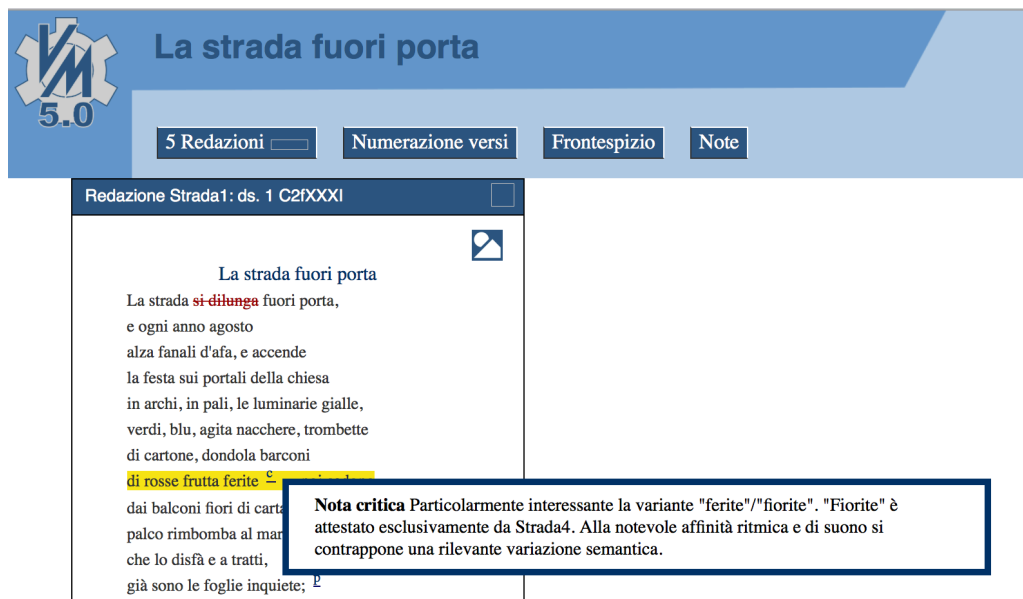 VM
5.0
La strada fuori porta
5 Redazioni
Numerazione versi
Frontespizio
Note
Redazione Strada1: ds. 1 C2fXXXI
La strada fuori porta
La strada si dilunga fuori porta,
e ogni anno agosto
alza fanali d'afa, e accende
la festa sui portali della chiesa
in archi, in pali, le luminarie gialle,
verdi, blu, agita nacchere, trombette
di cartone, dondola barconi
di rosse frutta ferite c
dai balconi fiori di carta
palco rimbomba al
che lo disfà e a tratti,
già sono le foglie inquiete; p
Nota critica Particolarmente interessante la variante "ferite"/"fiorite". "Fiorite" è
attestato esclusivamente da Strada4. Alla notevole affinità ritmica e di suono si
contrappone una rilevante variazione semantica.